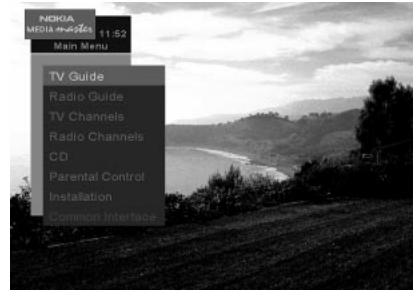 NOKIA
MEDIA master 11:52
Main Menu
TV Guide
Radio Guide
TV Channels
Radio Channels
CD
Parental Control
Installation
Common Interface